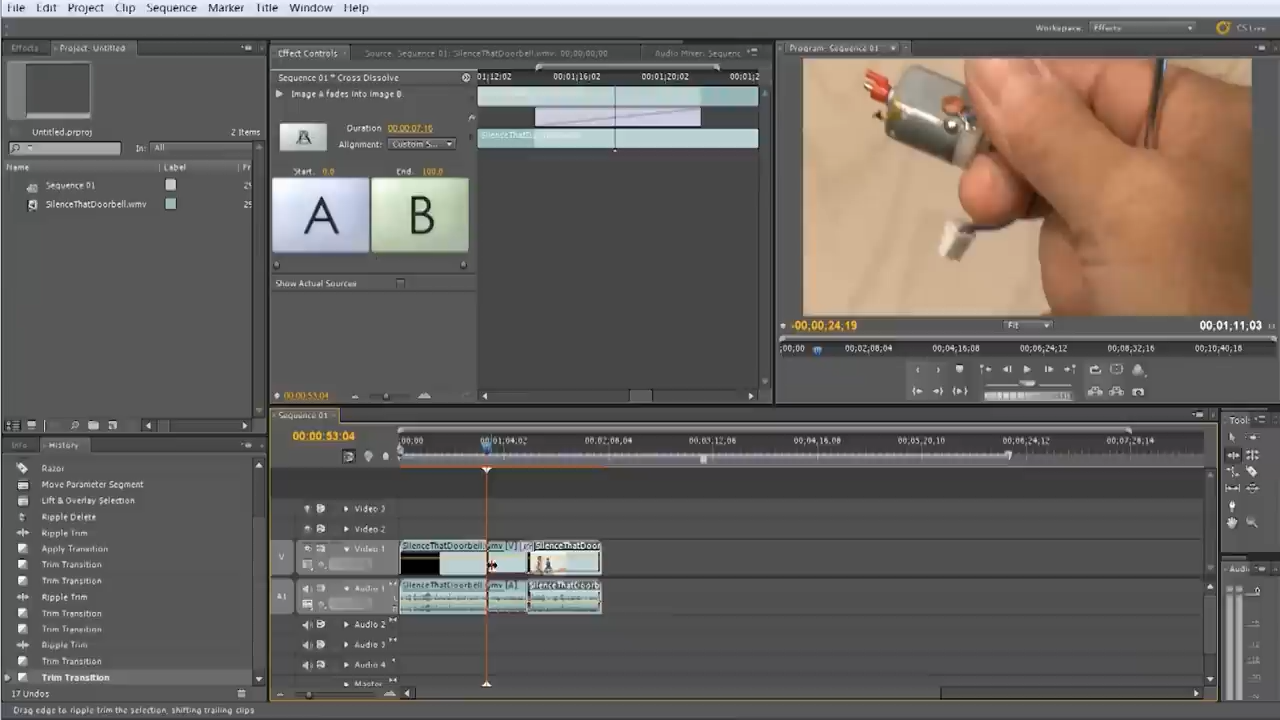 File Edit Project Clip Sequence Marker Title Window Help
Workspace: Effects CS Live
Effects Project: Untitled
Effect Controls Source: Sequence 01: SilenceThatDoorbell.wmv: 00;00;00;00 Audio Mixer: Sequenc
Program: Sequence 01
Sequence 01 * Cross Dissolve
Image A fades into image B.
01;12;02 00;01;16;02 00;01;20;02 00;01;2
Duration 00;00;07;16
Alignment: Custom S...
Start: 0.0 End: 100.0
A B
Show Actual Sources
00:00:53:04
Untitled.prproj
2 Items
In: All
Name Label Fr
Sequence 01 29
SilenceThatDoorbell.wmv 29
-00;00;24;19 Fit 00;01;11;03
;00;00 00;02;08;04 00;04;16;08 00;06;24;12 00;08;32;16 00;10;40;18
Sequence 01
00:00:53:04
;00;00 00;01;04;02 00;02;08;04 00;03;12;06 00;04;16;08 00;05;20;10 00;06;24;12 00;07;28;14
Tools
Info History
Razor
Move Parameter Segment
Lift & Overlay Selection
Ripple Delete
Ripple Trim
Apply Transition
Trim Transition
Trim Transition
Ripple Trim
Trim Transition
Trim Transition
Ripple Trim
Trim Transition
Trim Transition
17 Undos
Video 3
Video 2
V Video 1
SilenceThatDoorbell.wmv [V] SilenceThatDoor
A1 Audio 1
SilenceThatDoorbell.wmv [A] SilenceThatDoorb
Audio 2
Audio 3
Audio 4
Master
Audio
0
Drag edge to ripple trim the selection, shifting trailing clips